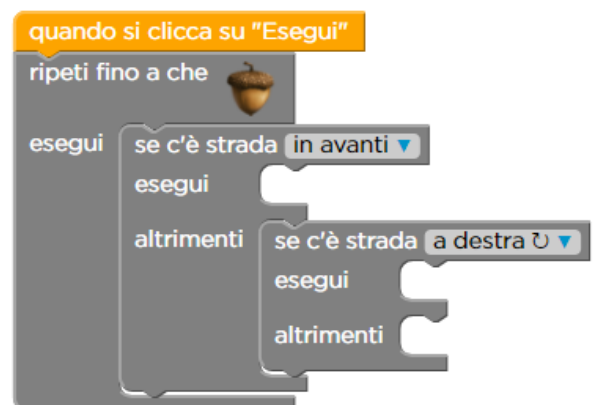 quando si clicca su "Esegui"
ripeti fino a che
esegui se c'è strada in avanti ▼
esegui
altrimenti se c'è strada a destra ↻ ▼
esegui
altrimenti